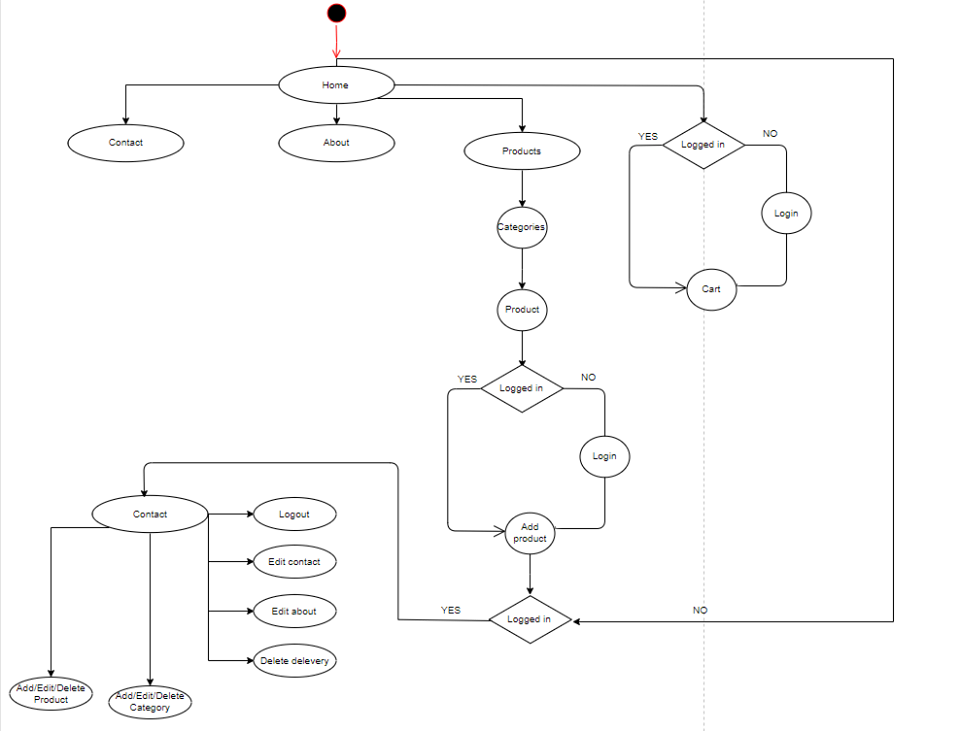 Home
Contact
About
Products
YES
NO
Logged in
Login
Categories
Cart
Product
YES
NO
Logged in
Login
Add
product
Contact
Logout
Edit contact
Edit about
Delete delevery
YES
Logged in
NO
Add/Edit/Delete
Product
Add/Edit/Delete
Category